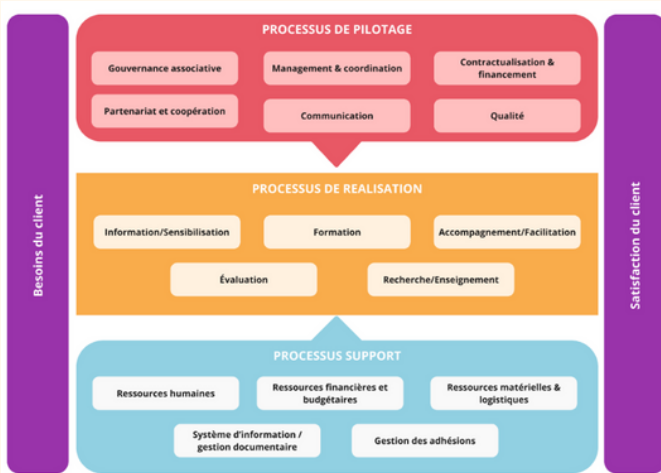 PROCESSUS DE PILOTAGE
Gouvernance associative
Management & coordination
Contractualisation &
financement
Partenariat et coopération
Communication
Qualité
Besoins du client
PROCESSUS DE REALISATION
Information/Sensibilisation
Formation
Accompagnement/Facilitation
Évaluation
Recherche/Enseignement
Satisfaction du client
PROCESSUS SUPPORT
Ressources humaines
Ressources financières et
budgétaires
Ressources matérielles &
logistiques
Système d'information /
gestion documentaire
Gestion des adhésions